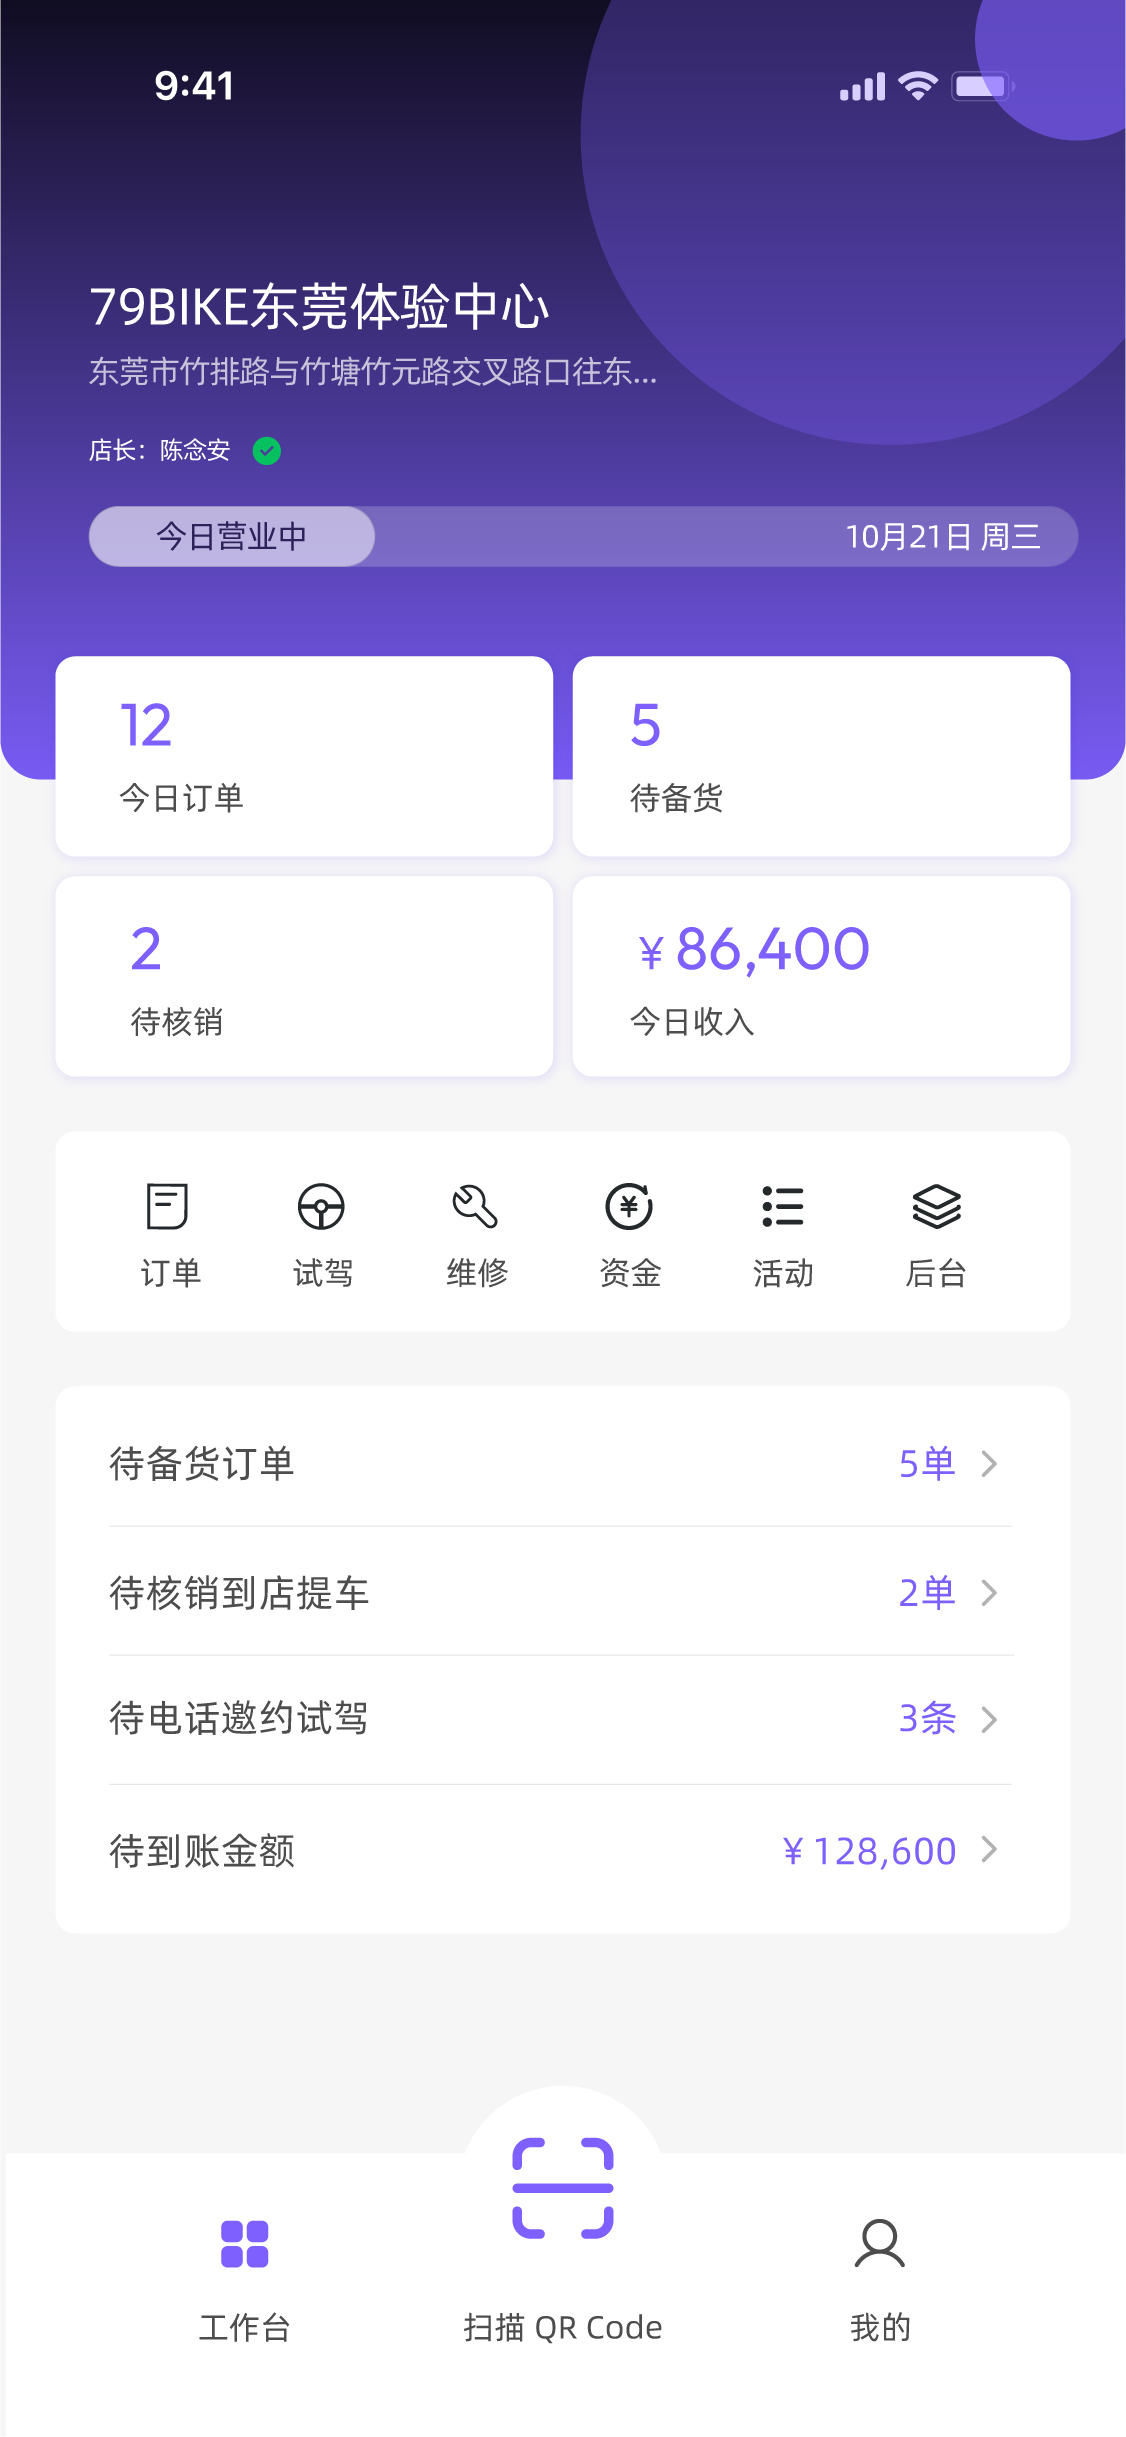 9:41
79BIKE东莞体验中心
东莞市竹排路与竹塘竹元路交叉路口往东...
店长：陈念安
今日营业中 10月21日 周三
12 5
今日订单 待备货
2 ¥86,400
待核销 今日收入
订单 试驾 维修 资金 活动 后台
待备货订单 5单
待核销到店提车 2单
待电话邀约试驾 3条
待到账金额 ¥128,600
工作台 扫描 QR Code 我的